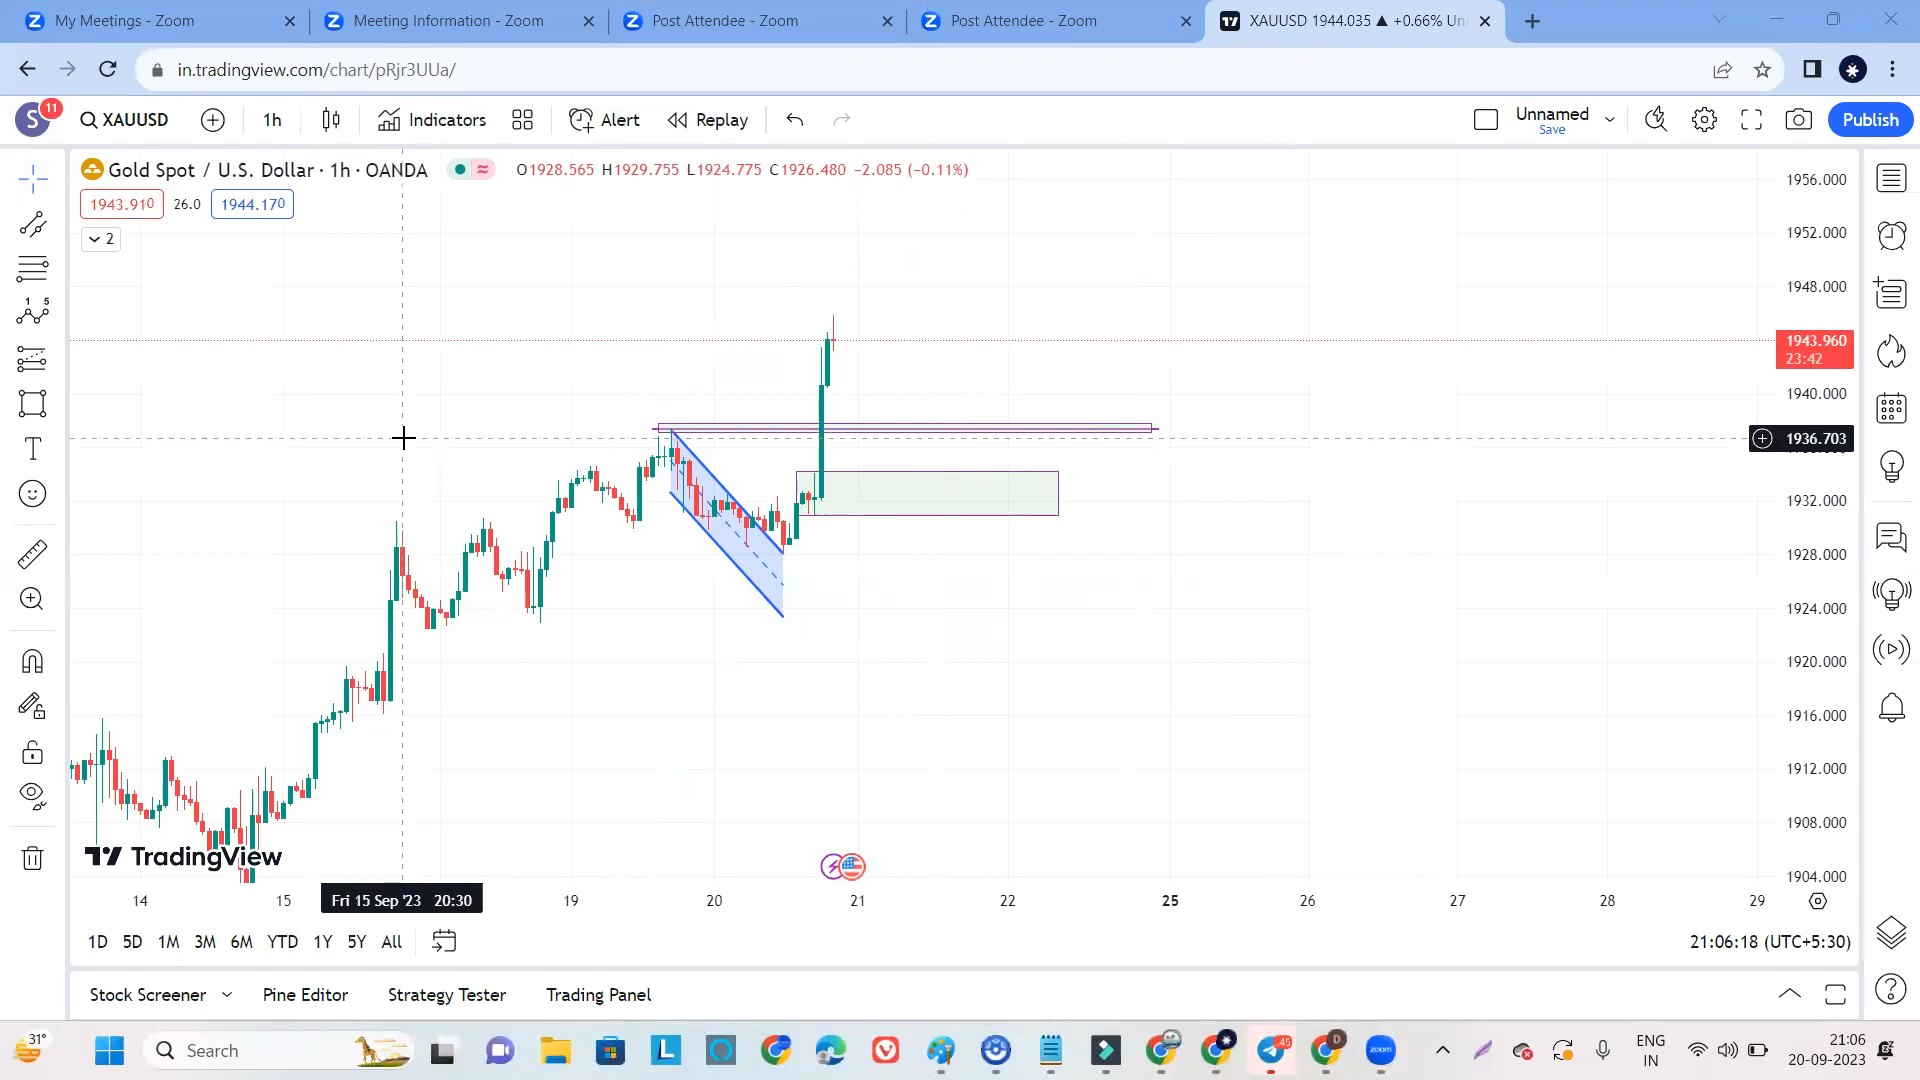 My Meetings - Zoom
Meeting Information - Zoom
Post Attendee - Zoom
Post Attendee - Zoom
XAUUSD 1944.035 ▲ +0.66% Un
in.tradingview.com/chart/pRjr3UUa/
S
11
XAUUSD
1h
Indicators
Alert
Replay
Unnamed
Save
Publish
Gold Spot / U.S. Dollar · 1h · OANDA
O1928.565 H1929.755 L1924.775 C1926.480 −2.085 (−0.11%)
1943.910
26.0
1944.170
2
1956.000
1952.000
1948.000
1943.960
23:42
1940.000
1936.703
1932.000
1928.000
1924.000
1920.000
1916.000
1912.000
1908.000
1904.000
TradingView
14
15
Fri 15 Sep '23 20:30
19
20
21
22
25
26
27
28
29
1D 5D 1M 3M 6M YTD 1Y 5Y All
21:06:18 (UTC+5:30)
Stock Screener
Pine Editor
Strategy Tester
Trading Panel
31°
Search
45
D
zoom
ENG
IN
21:06
20-09-2023